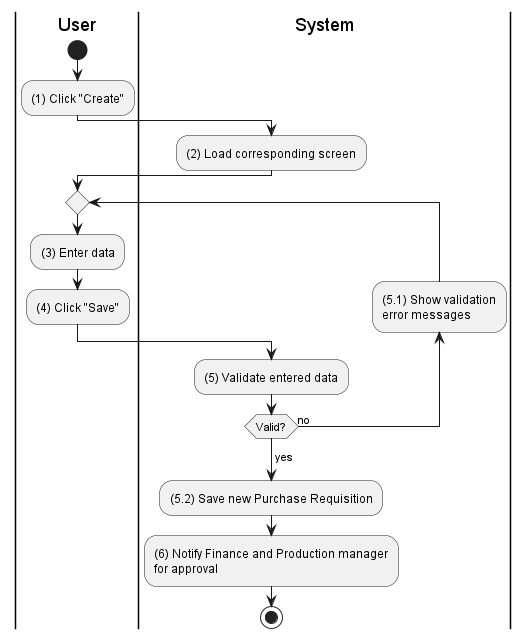 User
System
(1) Click "Create"
(2) Load corresponding screen
(3) Enter data
(4) Click "Save"
(5.1) Show validation
error messages
(5) Validate entered data
Valid?
no
yes
(5.2) Save new Purchase Requisition
(6) Notify Finance and Production manager
for approval